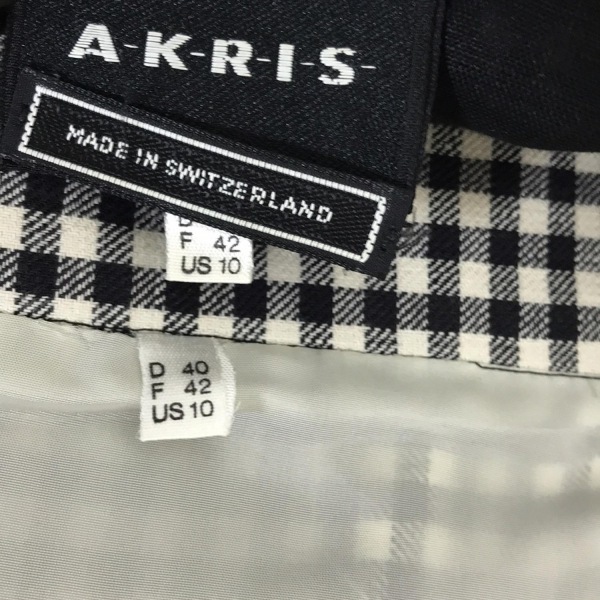 A-K-R-I-S-
MADE IN SWITZERLAND
D
F 42
US 10
D 40
F 42
US 10